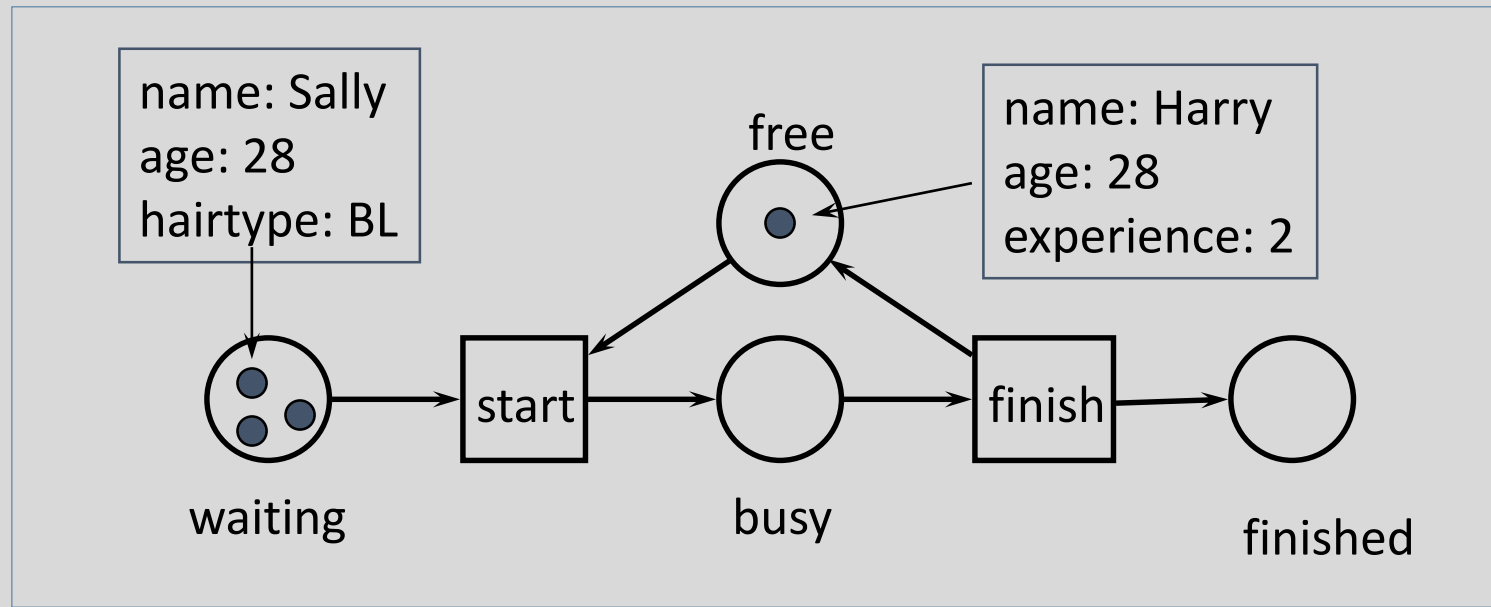 name: Sally
age: 28
hairtype: BL
free
name: Harry
age: 28
experience: 2
start
finish
waiting
busy
finished